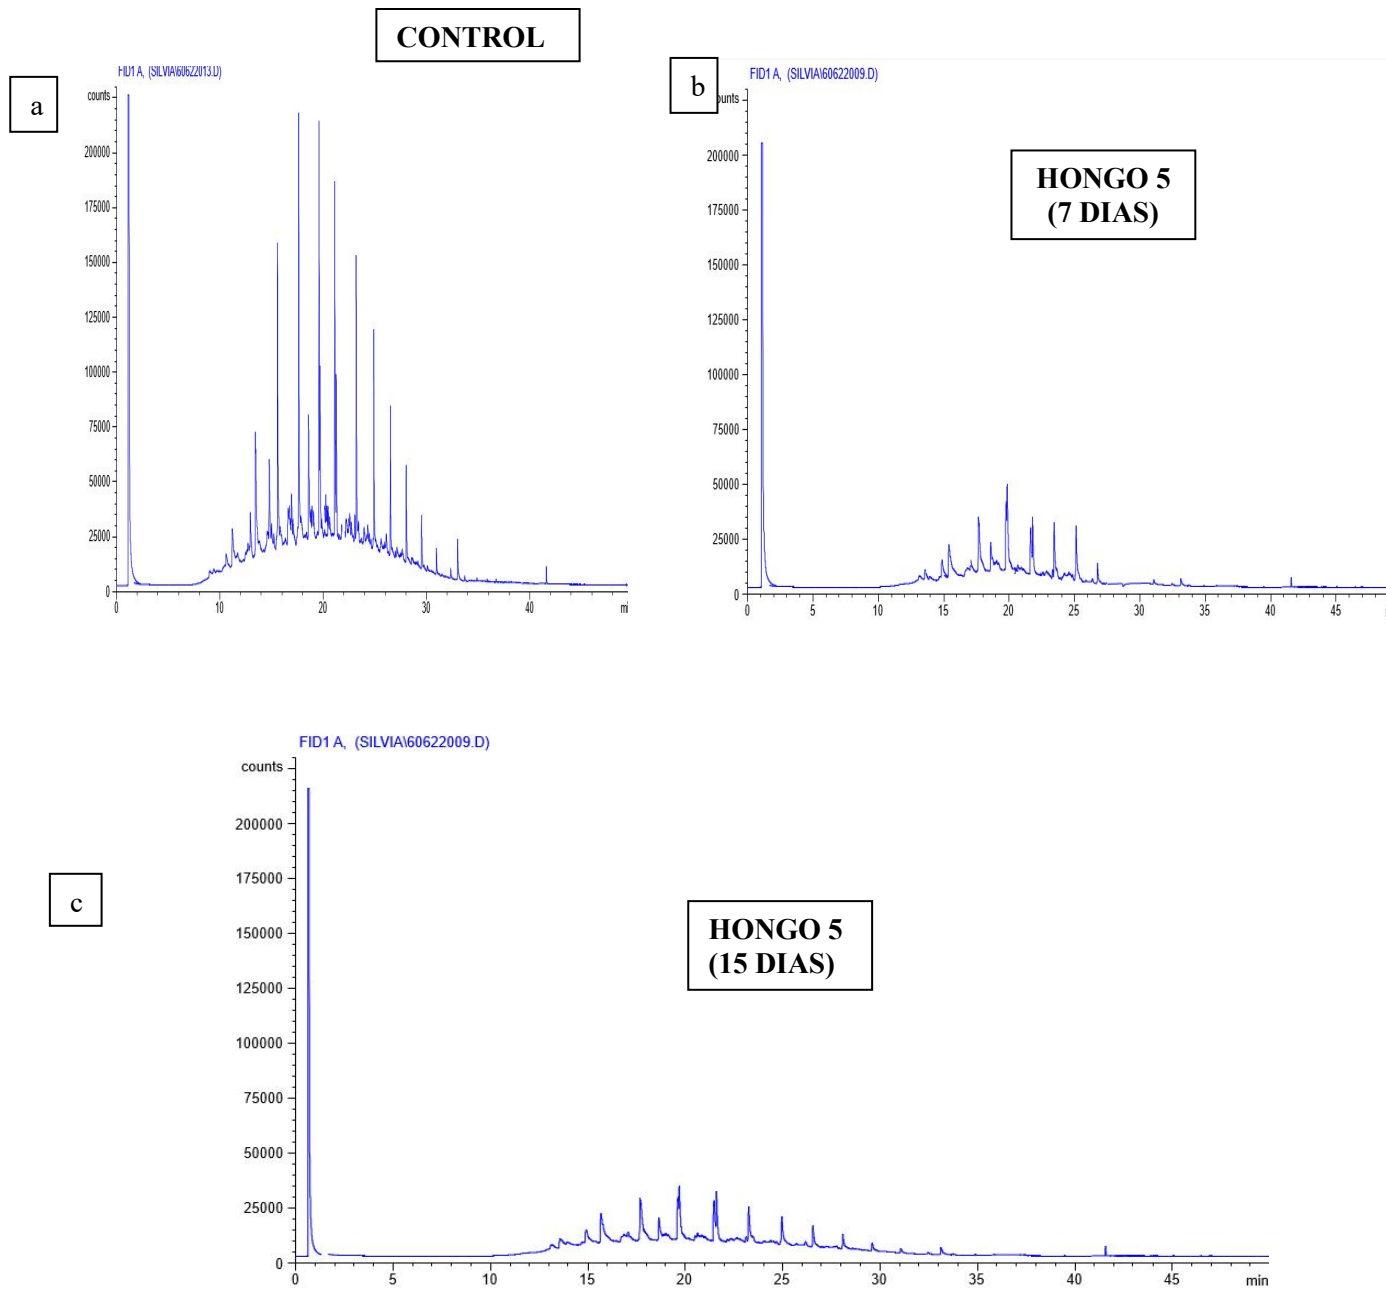 CONTROL
a
FID1 A, (SILVIA\60622013.D)
counts
200000
175000
150000
125000
100000
75000
50000
25000
0
0 10 20 30 40 mi
b
FID1 A, (SILVIA\60622009.D)
ounts
HONGO 5
(7 DIAS)
200000
175000
150000
125000
100000
75000
50000
25000
0
0 5 10 15 20 25 30 35 40 45
c
FID1 A, (SILVIA\60622009.D)
counts
HONGO 5
(15 DIAS)
200000
175000
150000
125000
100000
75000
50000
25000
0
0 5 10 15 20 25 30 35 40 45 min